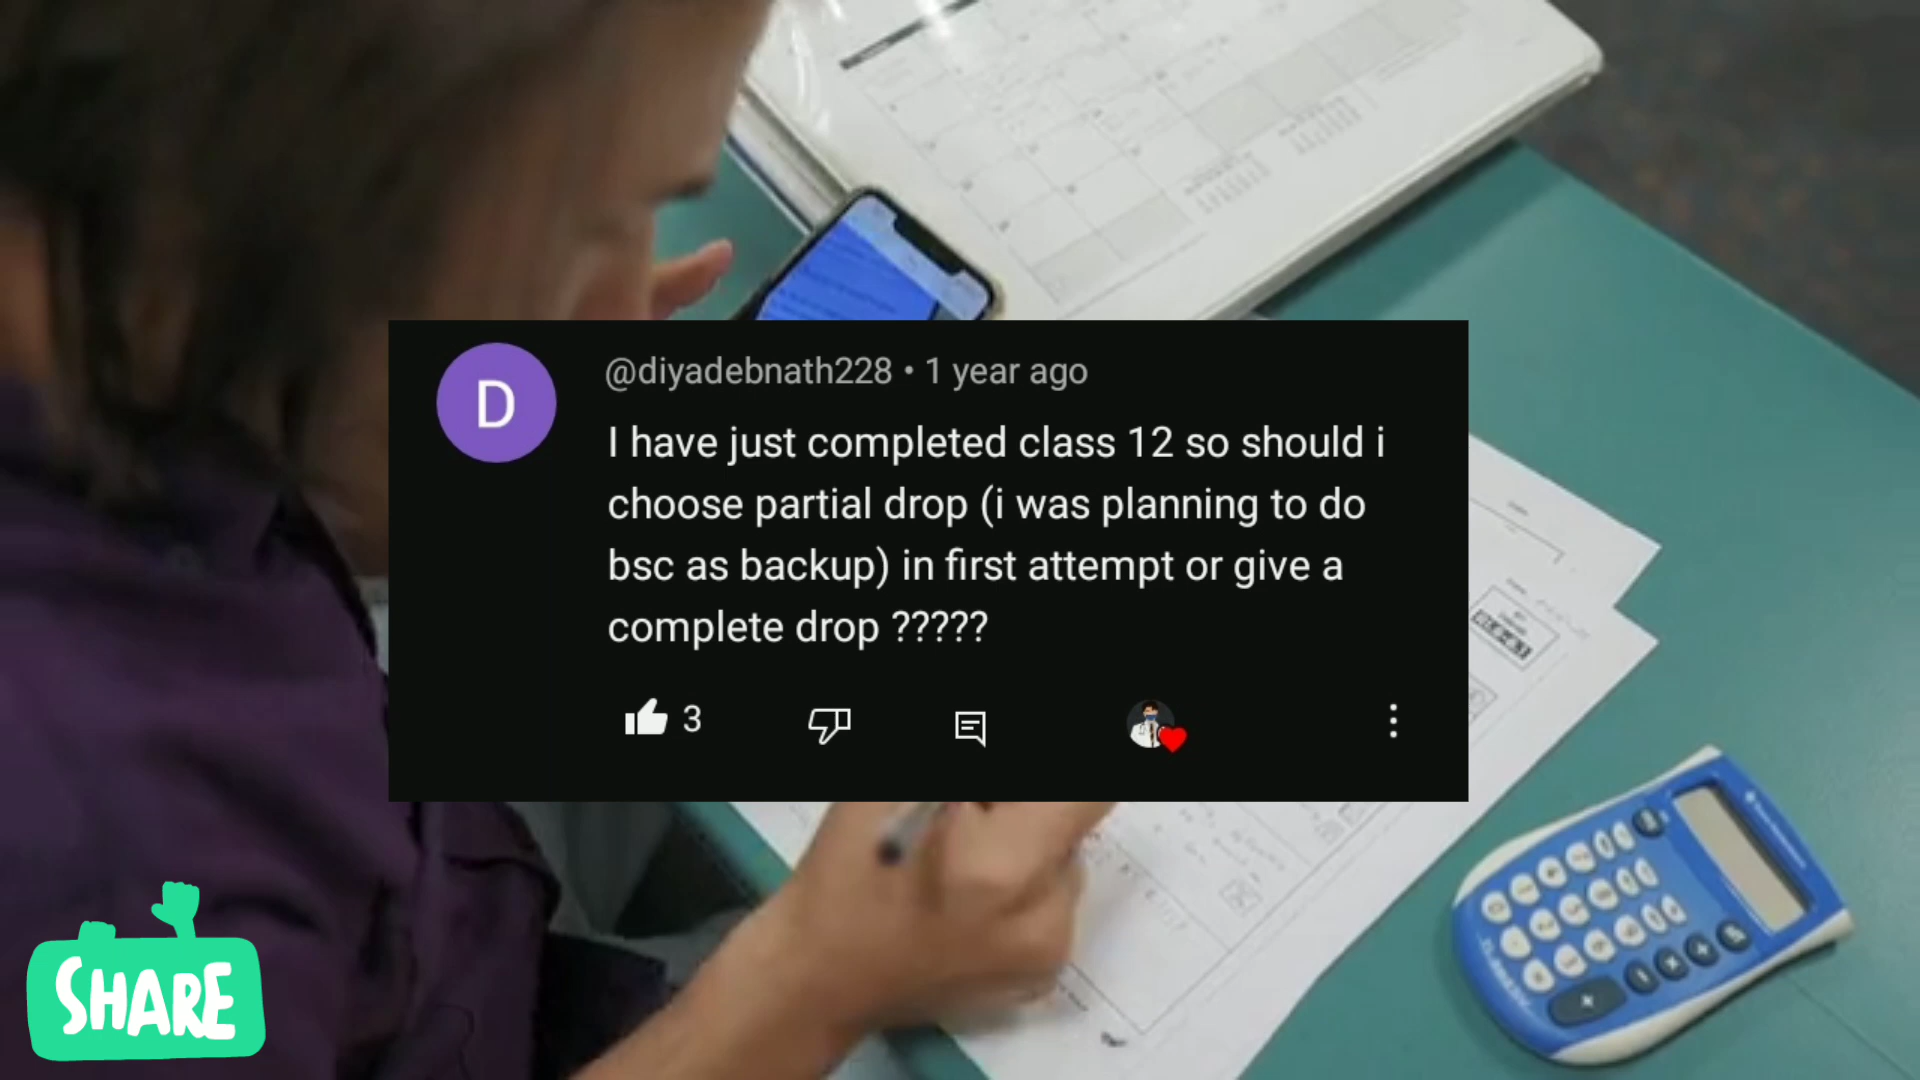 D
@diyadebnath228 • 1 year ago
I have just completed class 12 so should i
choose partial drop (i was planning to do
bsc as backup) in first attempt or give a
complete drop ?????
3
SHARE